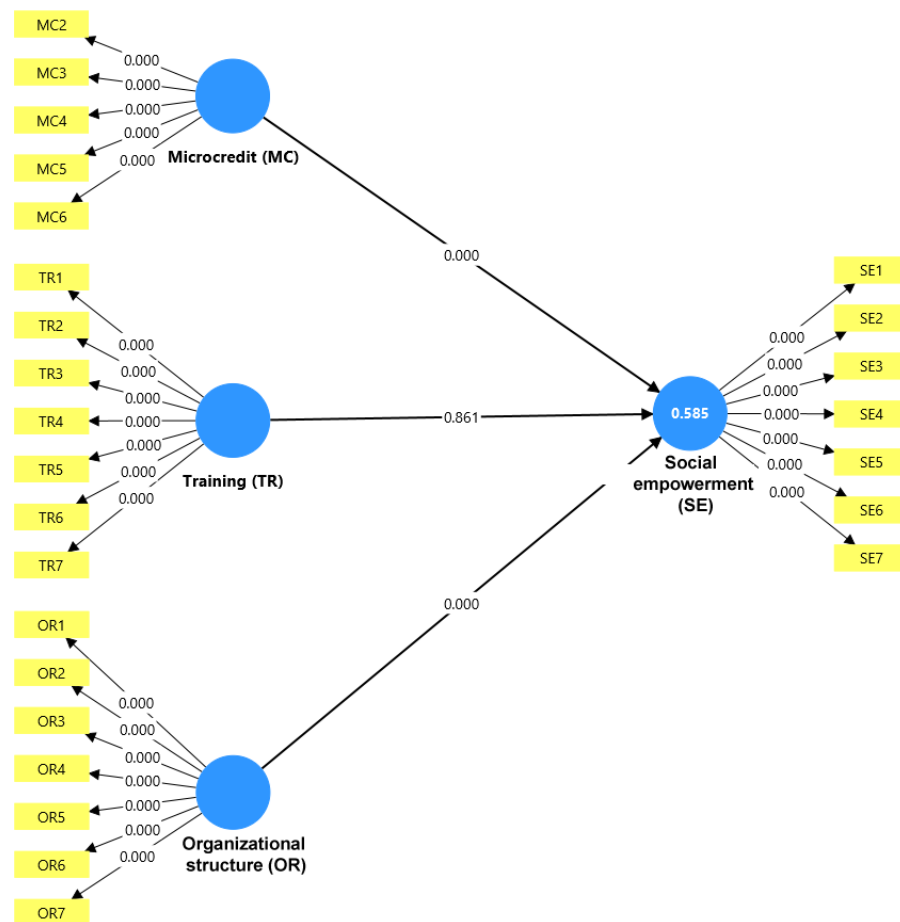 MC2
MC3
MC4
MC5
MC6
0.000
0.000
0.000
0.000
0.000
Microcredit (MC)
0.000
TR1
TR2
TR3
TR4
TR5
TR6
TR7
0.000
0.000
0.000
0.000
0.000
0.000
0.000
Training (TR)
0.861
OR1
OR2
OR3
OR4
OR5
OR6
OR7
0.000
0.000
0.000
0.000
0.000
0.000
0.000
Organizational
structure (OR)
0.000
0.585
Social
empowerment
(SE)
0.000
0.000
0.000
0.000
0.000
0.000
0.000
SE1
SE2
SE3
SE4
SE5
SE6
SE7